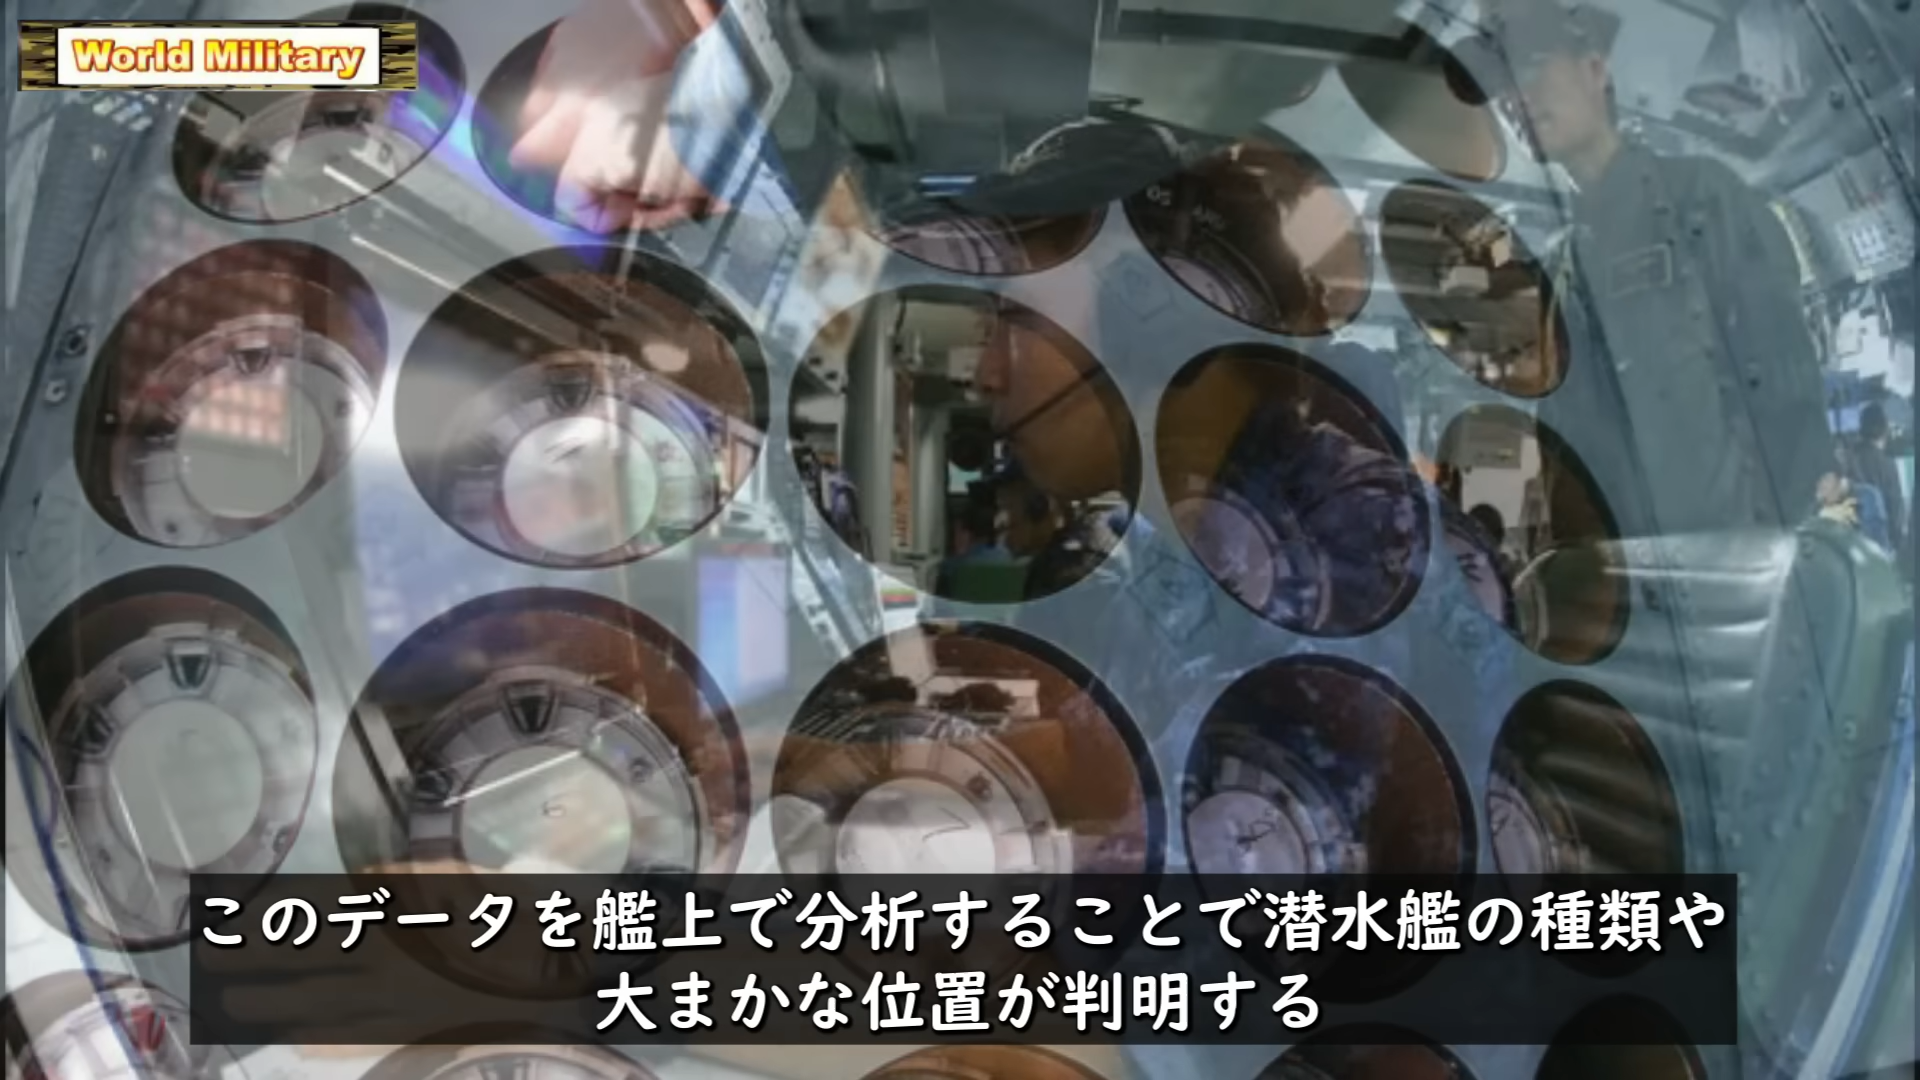 World Military
このデータを艦上で分析することで潜水艦の種類や
大まかな位置が判明する